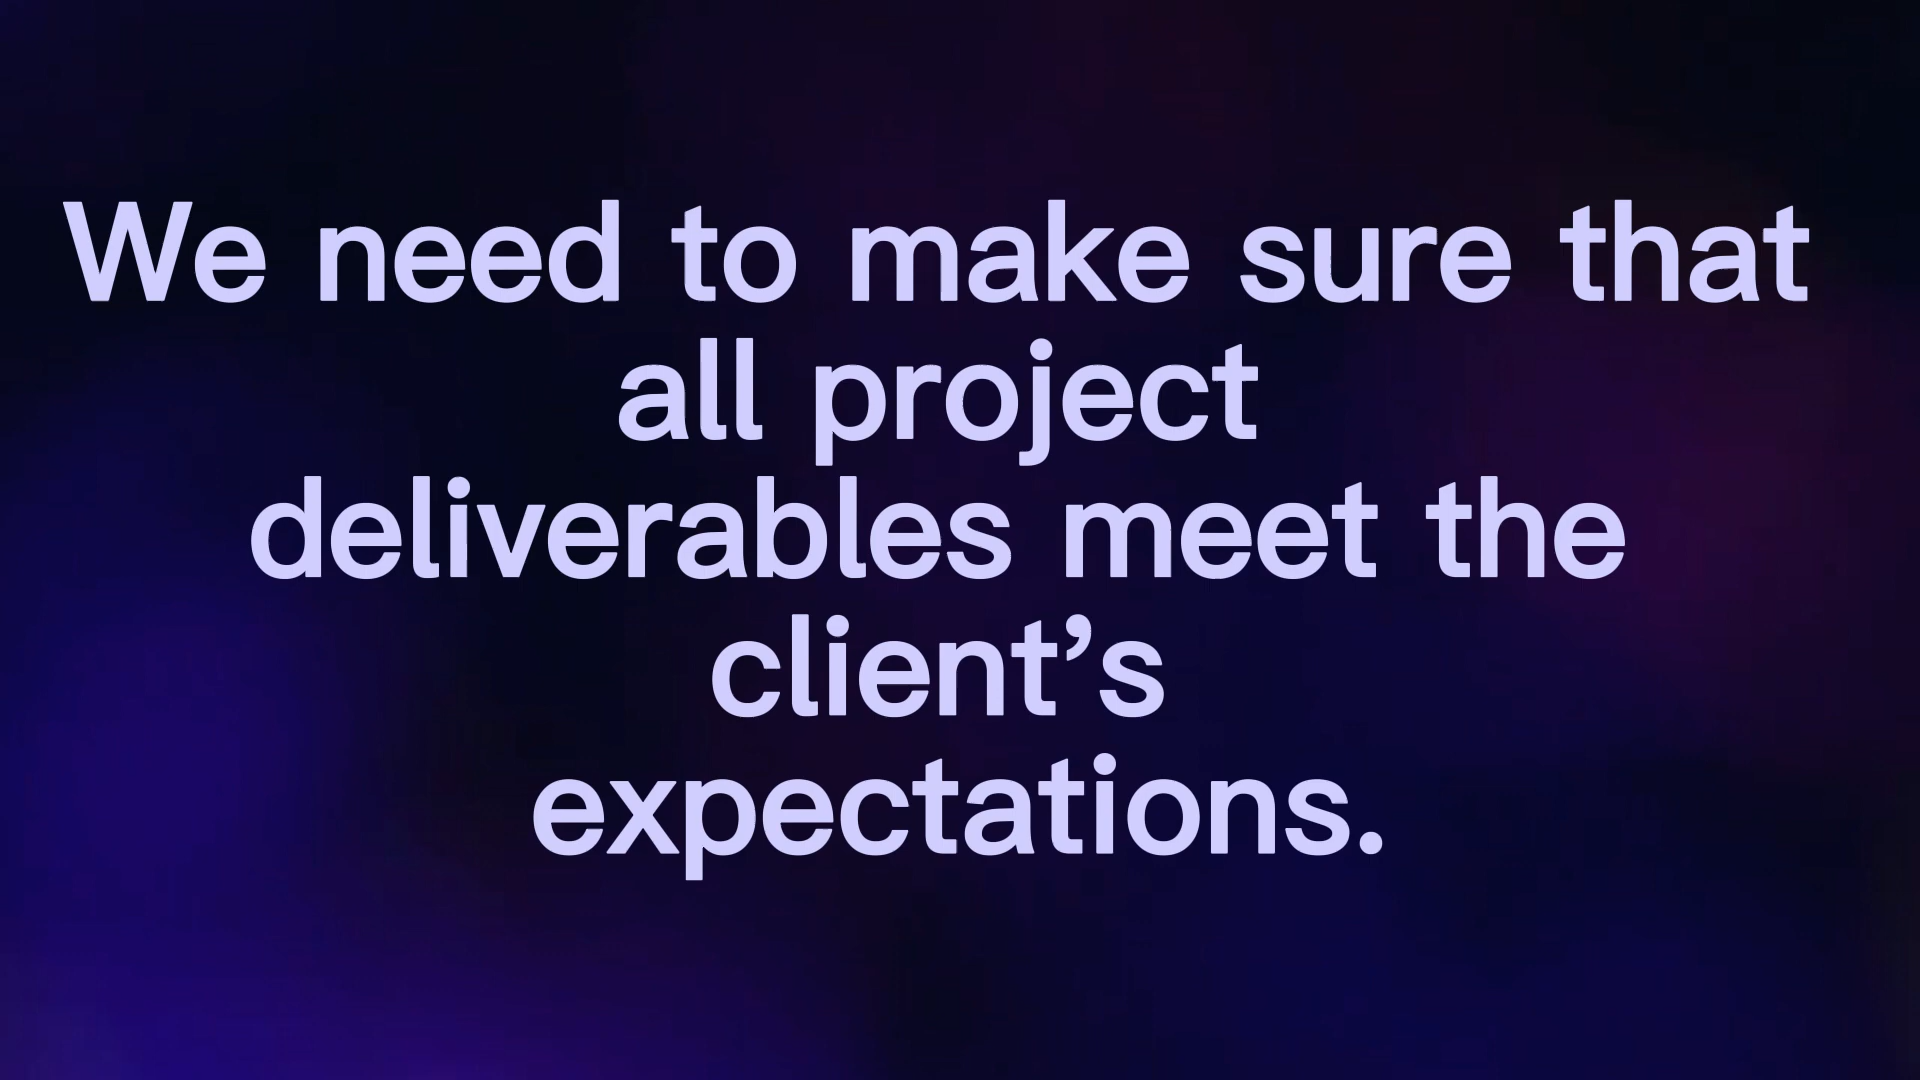 We need to make sure that
all project
deliverables meet the
client’s
expectations.